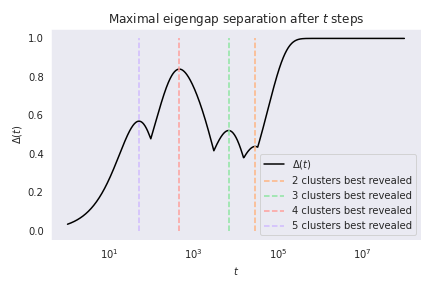 Maximal eigengap separation after t steps
Δ(t)
1.0
0.8
0.6
0.4
0.2
0.0
Δ(t)
2 clusters best revealed
3 clusters best revealed
4 clusters best revealed
5 clusters best revealed
10¹ 10³ 10⁵ 10⁷
t